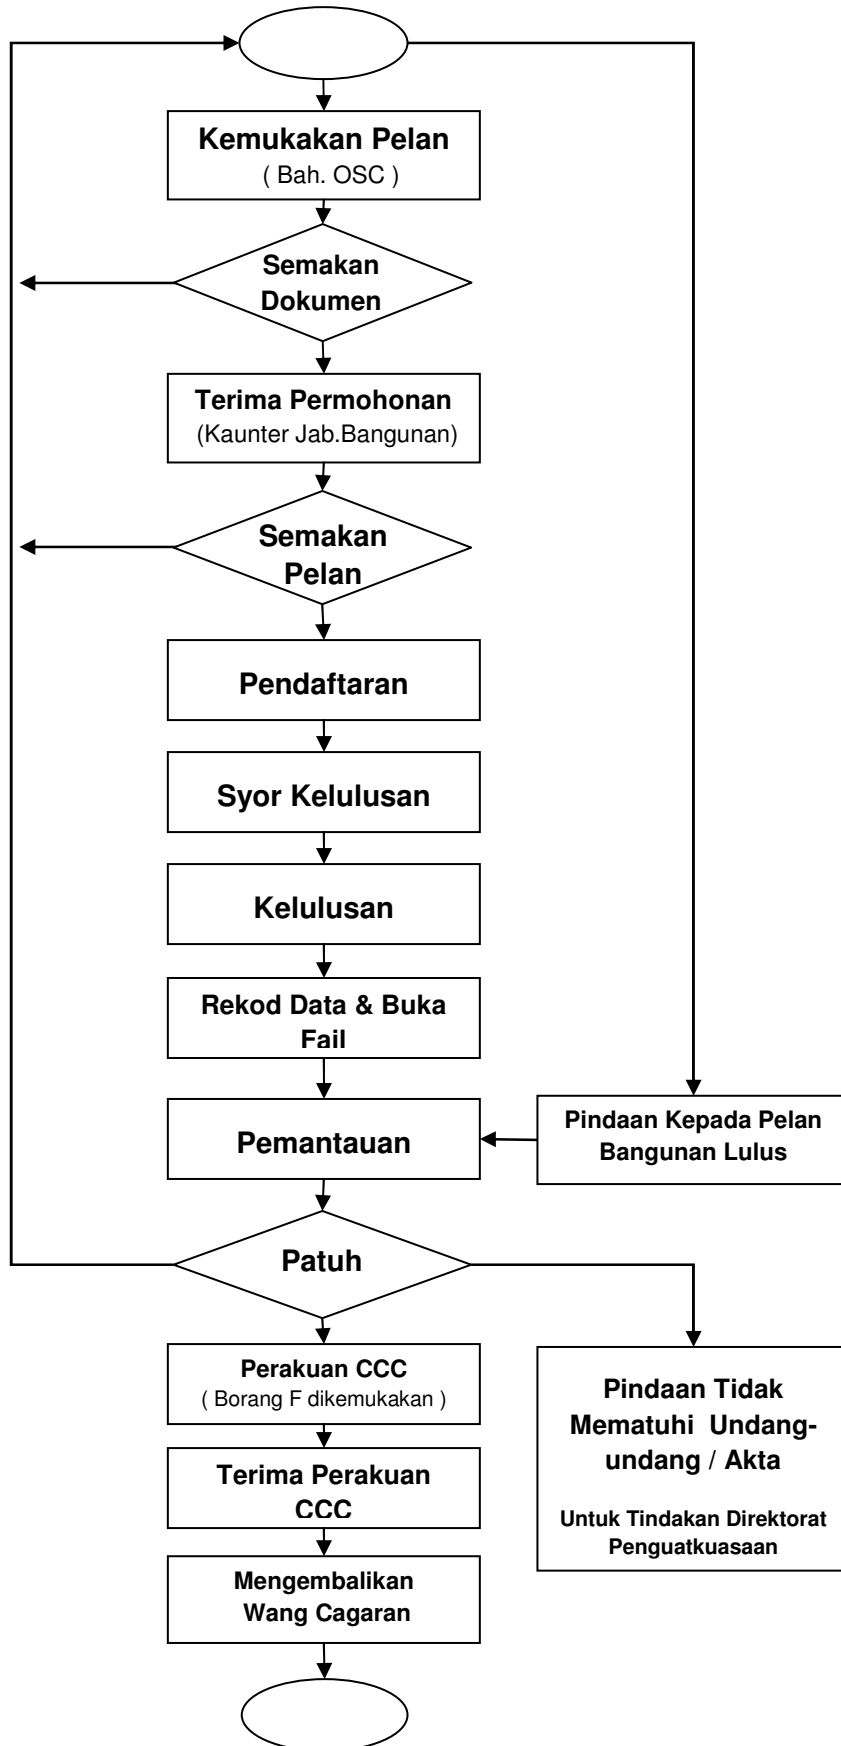 Kemukakan Pelan
( Bah. OSC )
Semakan
Dokumen
Terima Permohonan
(Kaunter Jab.Bangunan)
Semakan
Pelan
Pendaftaran
Syor Kelulusan
Kelulusan
Rekod Data & Buka
Fail
Pemantauan
Pindaan Kepada Pelan
Bangunan Lulus
Patuh
Perakuan CCC
( Borang F dikemukakan )
Terima Perakuan
CCC
Mengembalikan
Wang Cagaran
Pindaan Tidak
Mematuhi Undang-
undang / Akta
Untuk Tindakan Direktorat
Penguatkuasaan